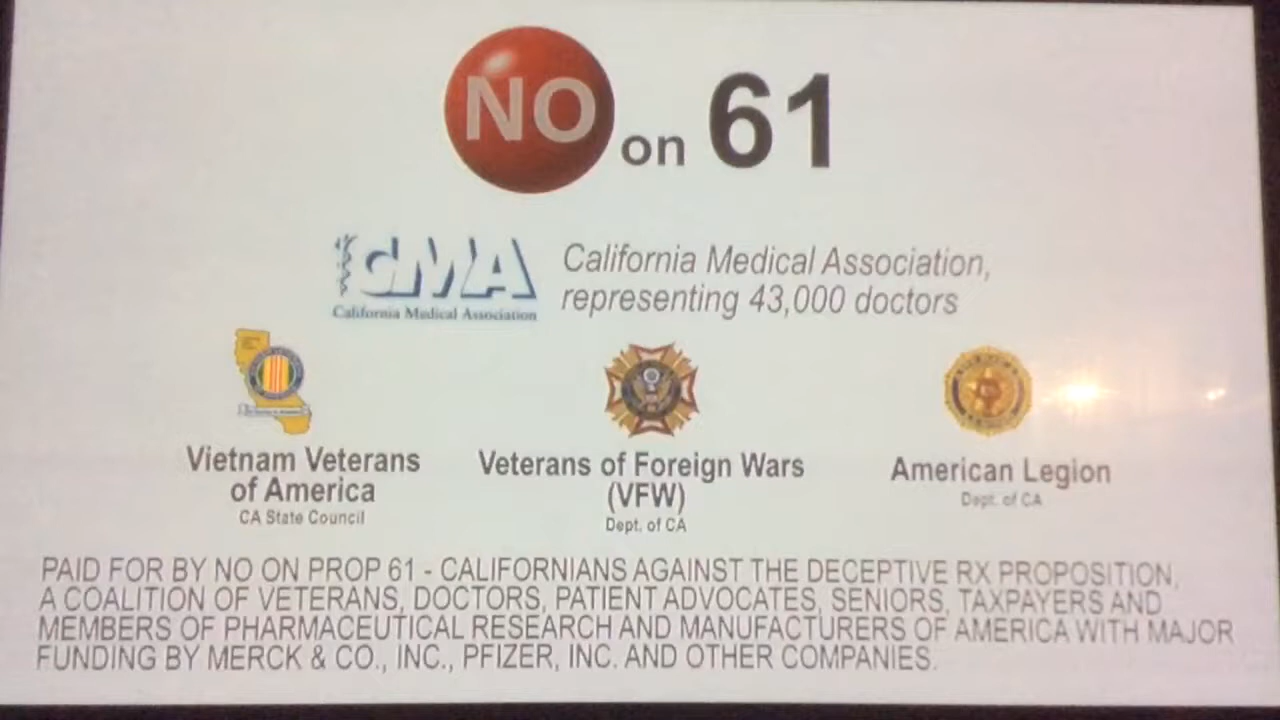 NO on 61
CMA
California Medical Association
California Medical Association,
representing 43,000 doctors
Vietnam Veterans
of America
CA State Council
Veterans of Foreign Wars
(VFW)
Dept. of CA
American Legion
Dept. of CA
PAID FOR BY NO ON PROP 61 - CALIFORNIANS AGAINST THE DECEPTIVE RX PROPOSITION,
A COALITION OF VETERANS, DOCTORS, PATIENT ADVOCATES, SENIORS, TAXPAYERS AND
MEMBERS OF PHARMACEUTICAL RESEARCH AND MANUFACTURERS OF AMERICA WITH MAJOR
FUNDING BY MERCK & CO., INC., PFIZER, INC. AND OTHER COMPANIES.